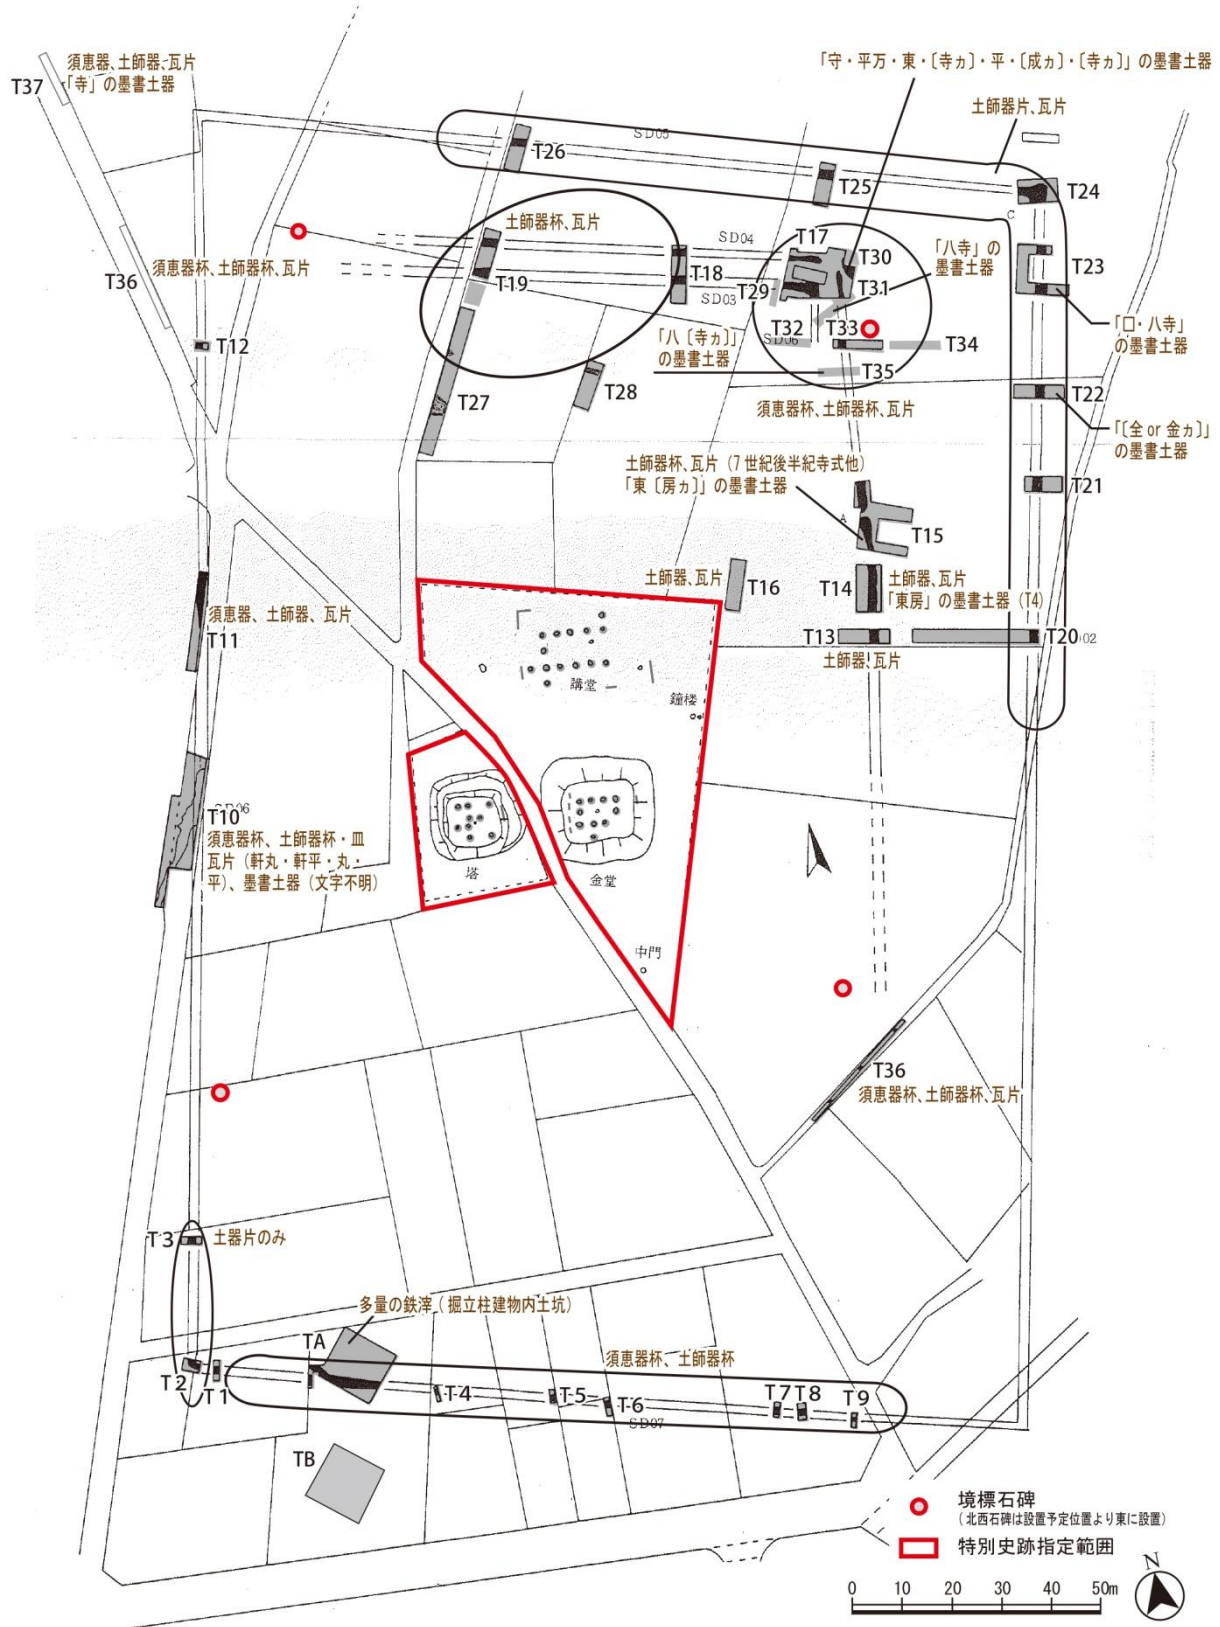 須恵器、土師器、瓦片
「寺」の墨書土器
T37
「守・平万・東・〔寺ヵ〕・平・〔成ヵ〕・〔寺ヵ〕」の墨書土器
土師器片、瓦片
SD05
T26
T25
T24
C
土師器杯、瓦片
SD04
T17
T30
「八寺」の
墨書土器
T23
須恵器杯、土師器杯、瓦片
T36
T19
T18
SD03
T29
T31
T32
T33
SD06
T34
「□・八寺」
の墨書土器
T12
「八〔寺ヵ〕」
の墨書土器
T35
T28
T27
須恵器杯、土師器杯、瓦片
T22
「〔全 or 金ヵ〕」
の墨書土器
土師器杯、瓦片（7世紀後半紀寺式他）
「東〔房ヵ〕」の墨書土器
T21
A
T15
土師器、瓦片
T16
T14
土師器、瓦片
「東房」の墨書土器（T4）
須恵器、土師器、瓦片
T11
T13
土師器、瓦片
T20
02
講堂
鐘楼
SD06
T10
須恵器杯、土師器杯・皿
瓦片（軒丸・軒平・丸・
平）、墨書土器（文字不明）
塔
金堂
中門
T36
須恵器杯、土師器杯、瓦片
T3
土器片のみ
多量の鉄滓（掘立柱建物内土坑）
TA
須恵器杯、土師器杯
T2
T1
T4
T5
T6
T7
T8
T9
SD07
TB
境標石碑
（北西石碑は設置予定位置より東に設置）
特別史跡指定範囲
N
0 10 20 30 40 50m